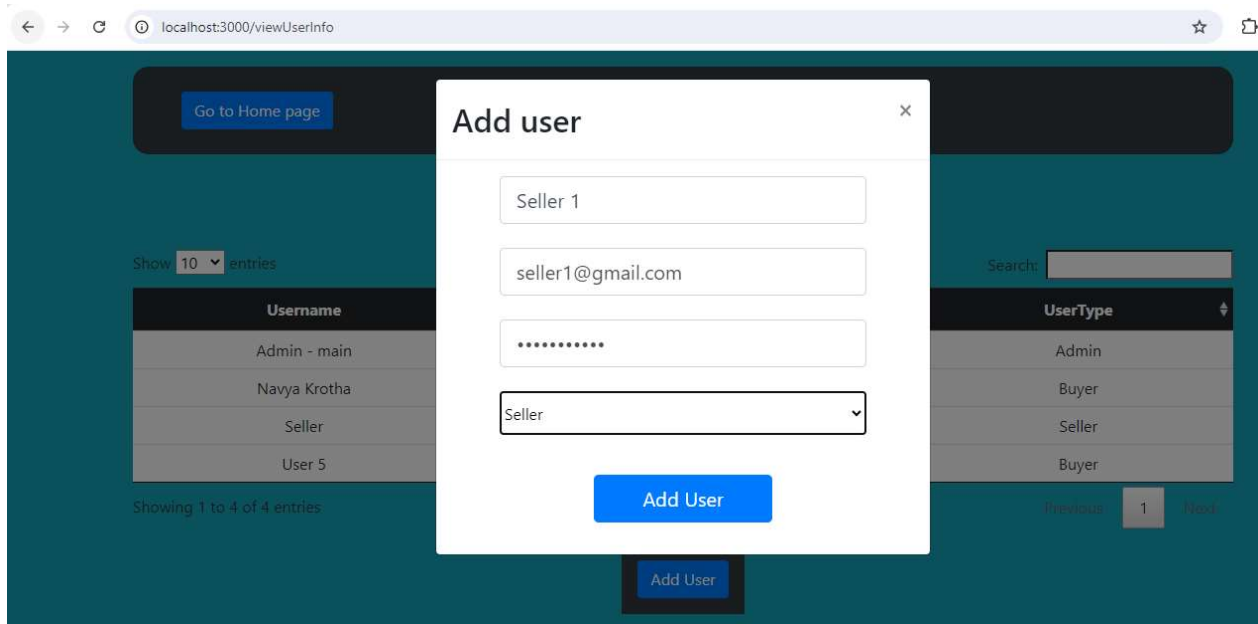 localhost:3000/viewUserInfo
Go to Home page
Add user ×
Seller 1
seller1@gmail.com
•••••••••••
Seller
Add User
Show 10 entries Search:
Username UserType
Admin - main Admin
Navya Krotha Buyer
Seller Seller
User 5 Buyer
Showing 1 to 4 of 4 entries Previous 1 Next
Add User